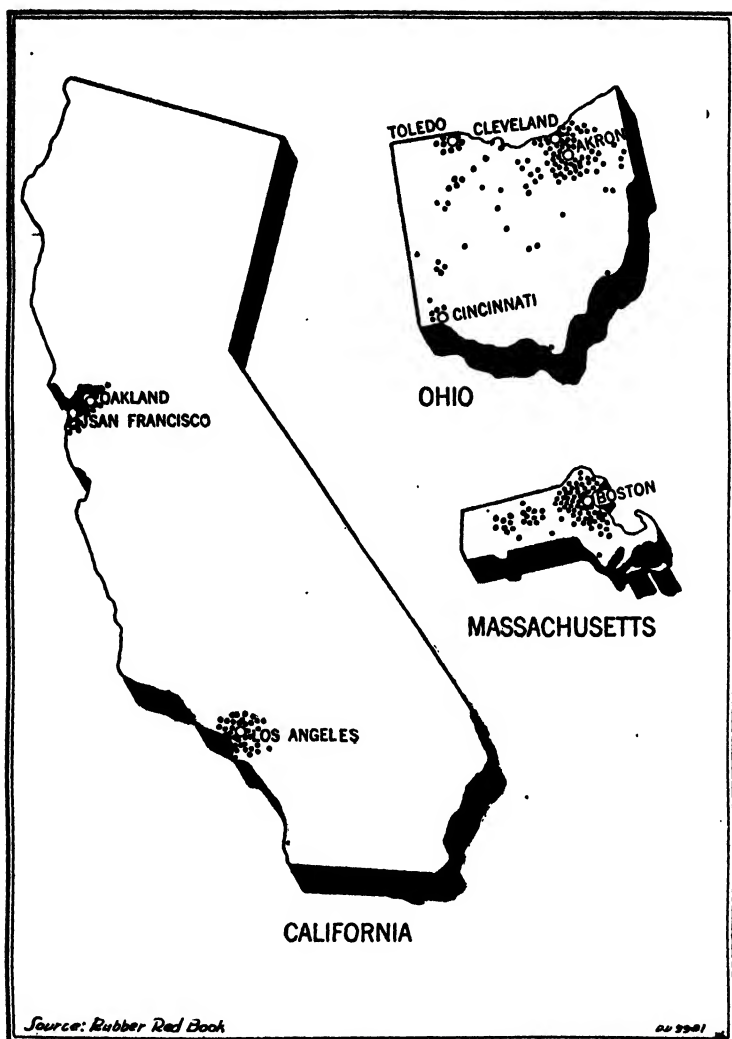 TOLEDO CLEVELAND
AKRON
CINCINNATI
OHIO
OAKLAND
SAN FRANCISCO
BOSTON
MASSACHUSETTS
LOS ANGELES
CALIFORNIA
Source: Rubber Red Book